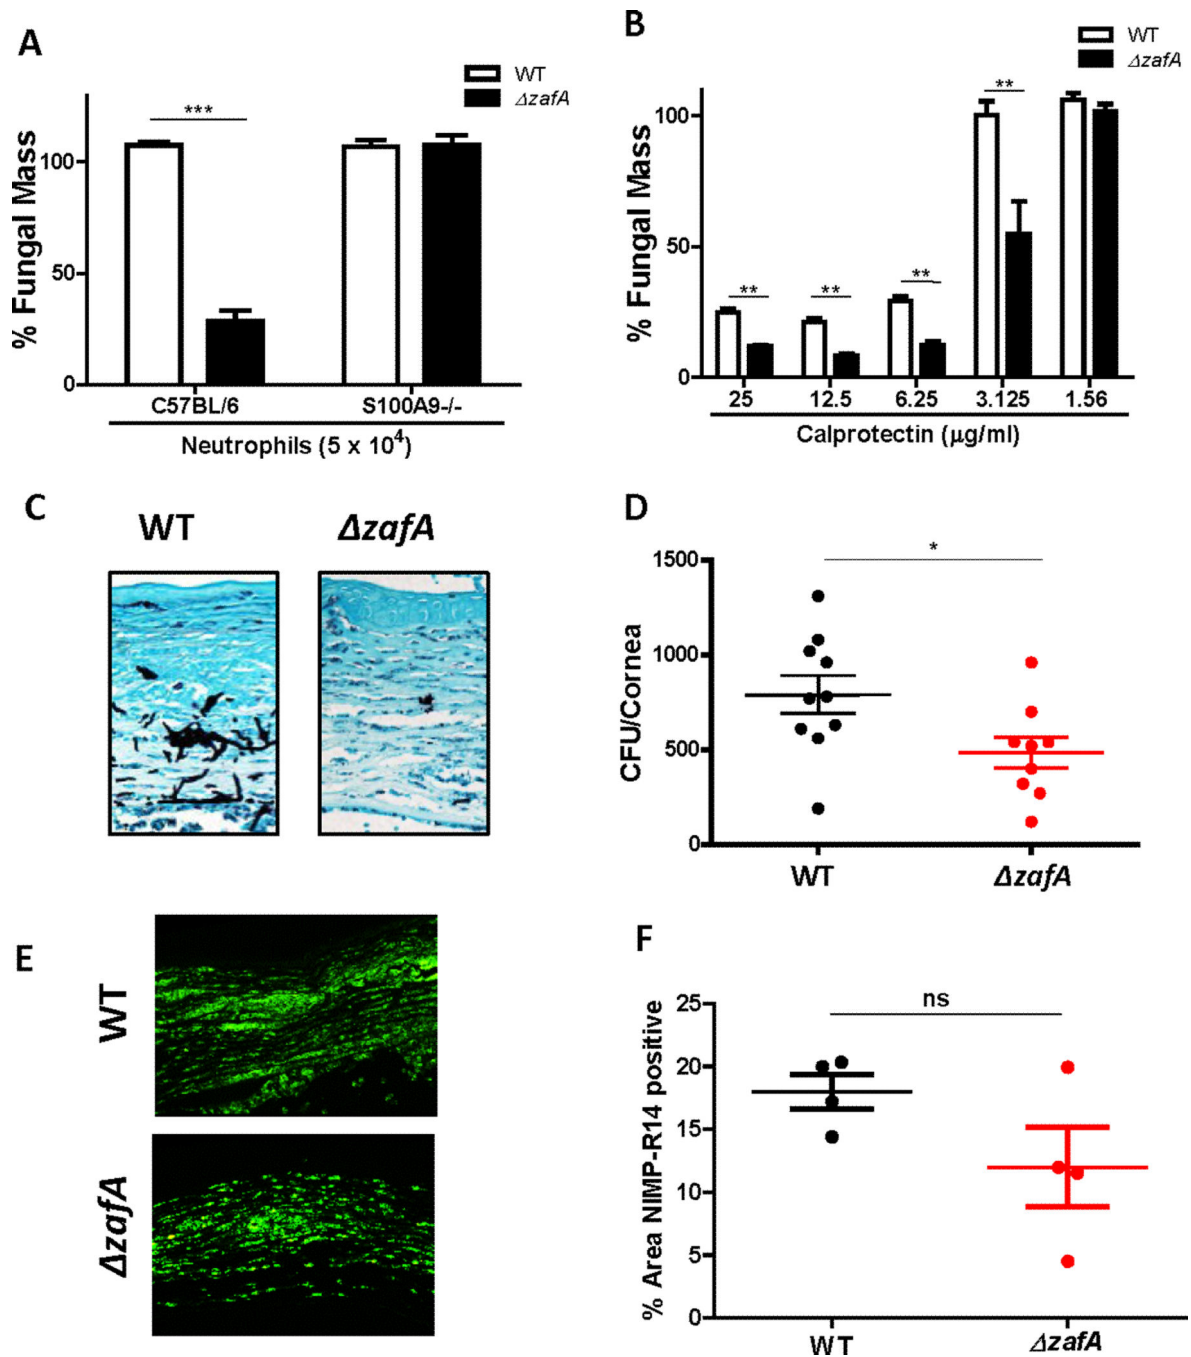 A
WT
ΔzafA
***
% Fungal Mass
100
50
0
C57BL/6
S100A9-/-
Neutrophils (5 x 10⁴)
B
WT
ΔzafA
**
**
**
**
% Fungal Mass
100
50
0
25
12.5
6.25
3.125
1.56
Calprotectin (μg/ml)
C
WT
ΔzafA
D
*
CFU/Cornea
1500
1000
500
0
WT
ΔzafA
E
WT
ΔzafA
F
ns
% Area NIMP-R14 positive
25
20
15
10
5
0
WT
ΔzafA